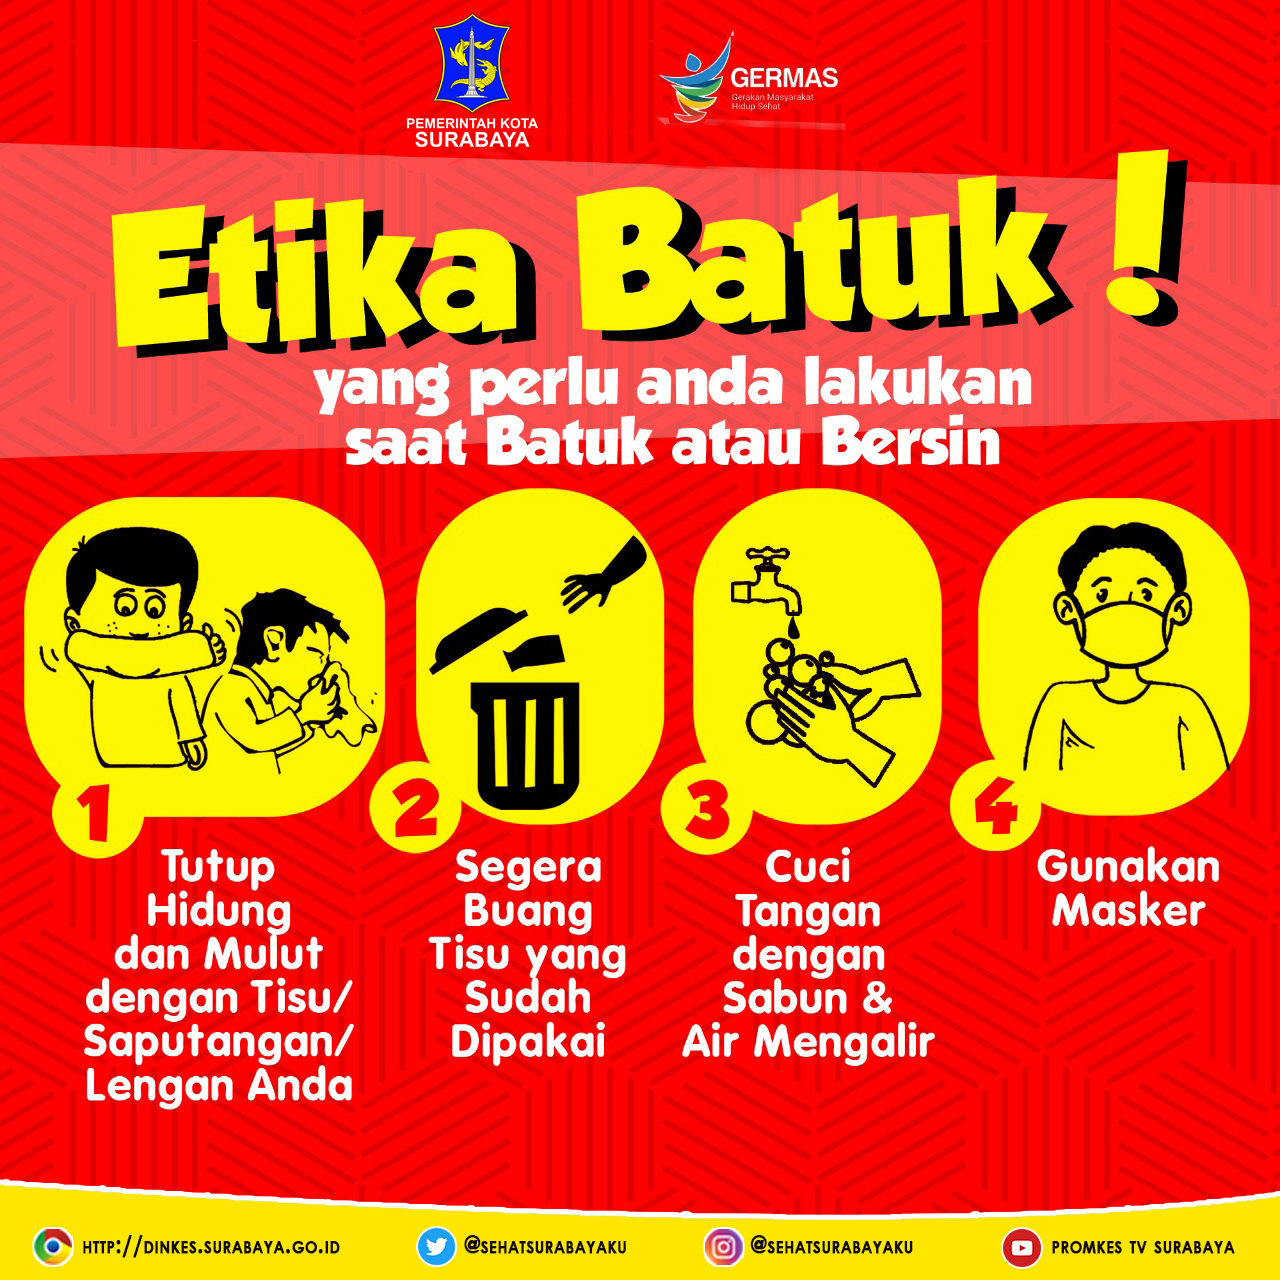 PEMERINTAH KOTA
SURABAYA
GERMAS
Gerakan Masyarakat
Hidup Sehat
Etika Batuk !
yang perlu anda lakukan
saat Batuk atau Bersin
1
Tutup
Hidung
dan Mulut
dengan Tisu/
Saputangan/
Lengan Anda
2
Segera
Buang
Tisu yang
Sudah
Dipakai
3
Cuci
Tangan
dengan
Sabun &
Air Mengalir
4
Gunakan
Masker
HTTP://DINKES.SURABAYA.GO.ID
@SEHATSURABAYAKU
@SEHATSURABAYAKU
PROMKES TV SURABAYA